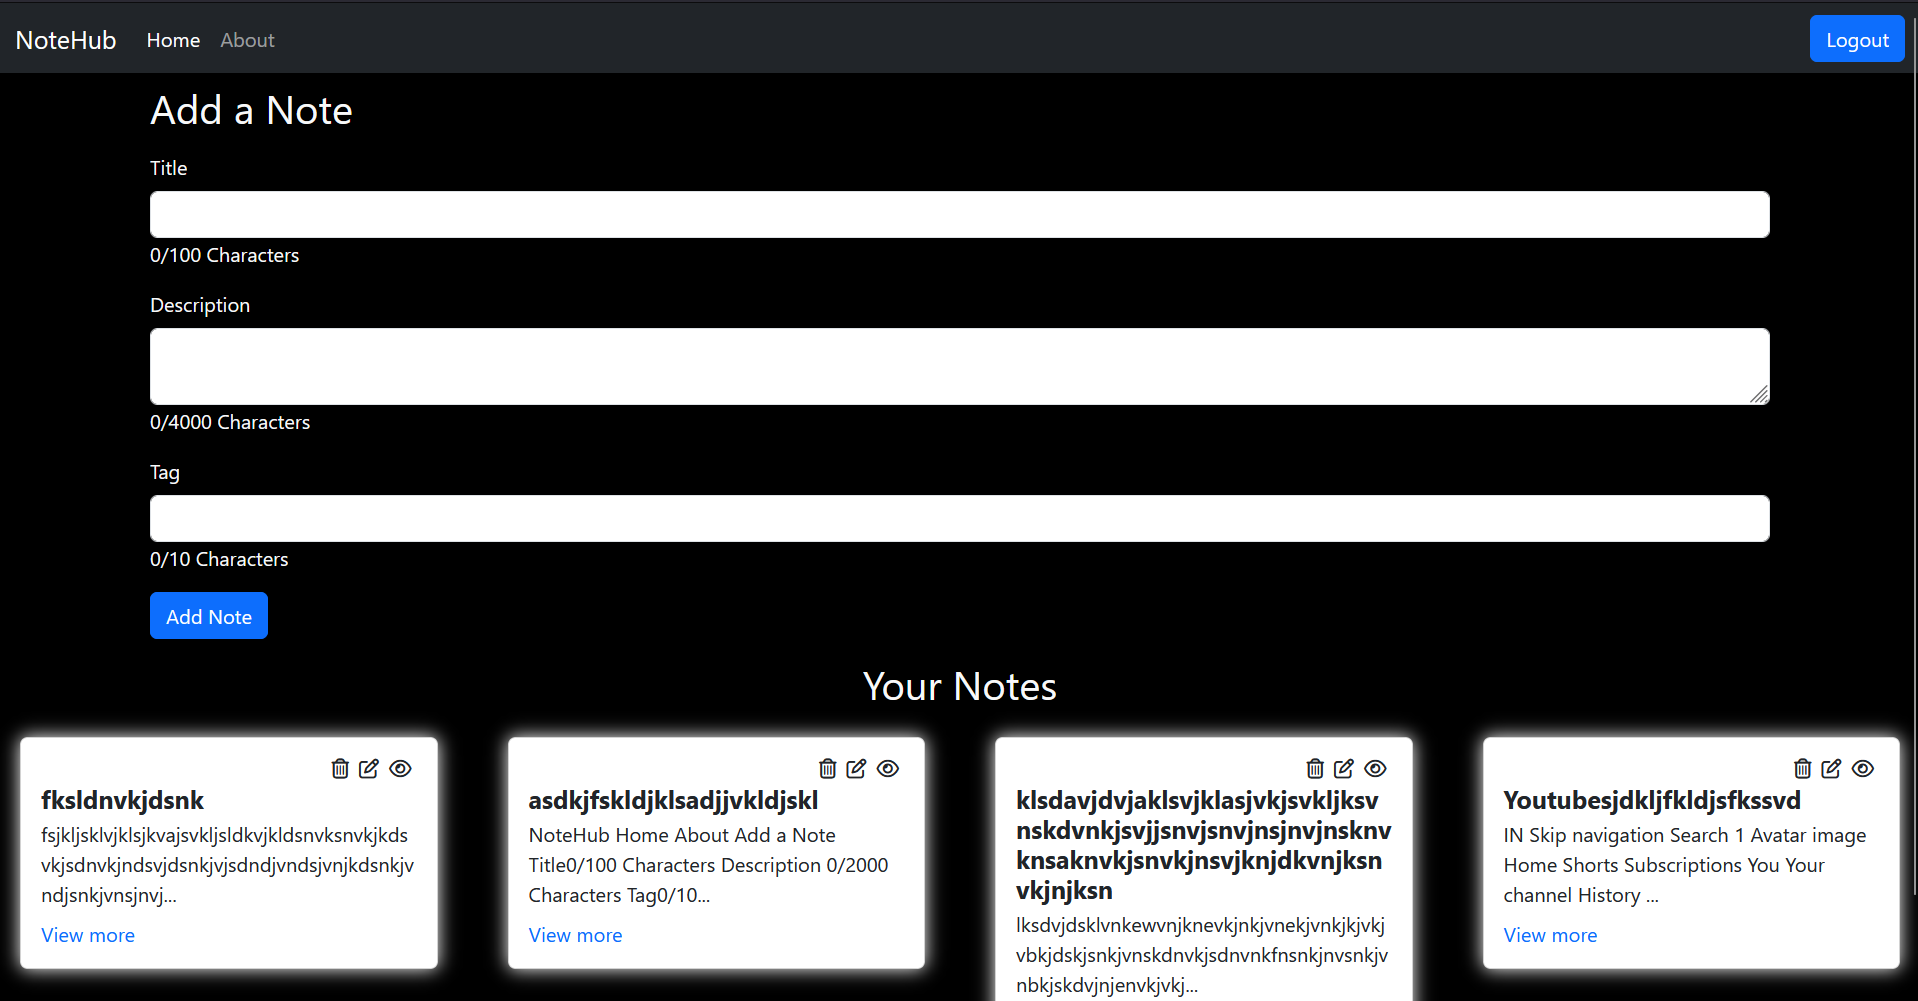 NoteHub Home About Logout
Add a Note
Title
0/100 Characters
Description
0/4000 Characters
Tag
0/10 Characters
Add Note
Your Notes
fksldnvkjdsnk
fsjkljsklvjklsjkvajsvkljsldkvjkldsnvksnvkjkds
vkjsdnvkjndsvjdsnkjvjsdndjvndsjvnjkdsnkjv
ndjsnkjvnsjnvj...
View more
asdkjfskldjklsadjjvkldjskl
NoteHub Home About Add a Note
Title0/100 Characters Description 0/2000
Characters Tag0/10...
View more
klsdavjdvjaklsvjklasjvkjsvkljksv
nskdvnkjsvjjsnvjsnvjnsjnvjnsknv
knsaknvkjsnvkjnsvjknjdkvnjksn
vkjnjksn
lksdvjdsklvnkewvnjknevkjnkjvnekjvnkjkjvkj
vbkjdskjsnkjvnskdnvkjsdnvnkfnsnkjnvsnkjv
nbkjskdvjnjenvkjvkj...
Youtubesjdkljfkldjsfkssvd
IN Skip navigation Search 1 Avatar image
Home Shorts Subscriptions You Your
channel History ...
View more